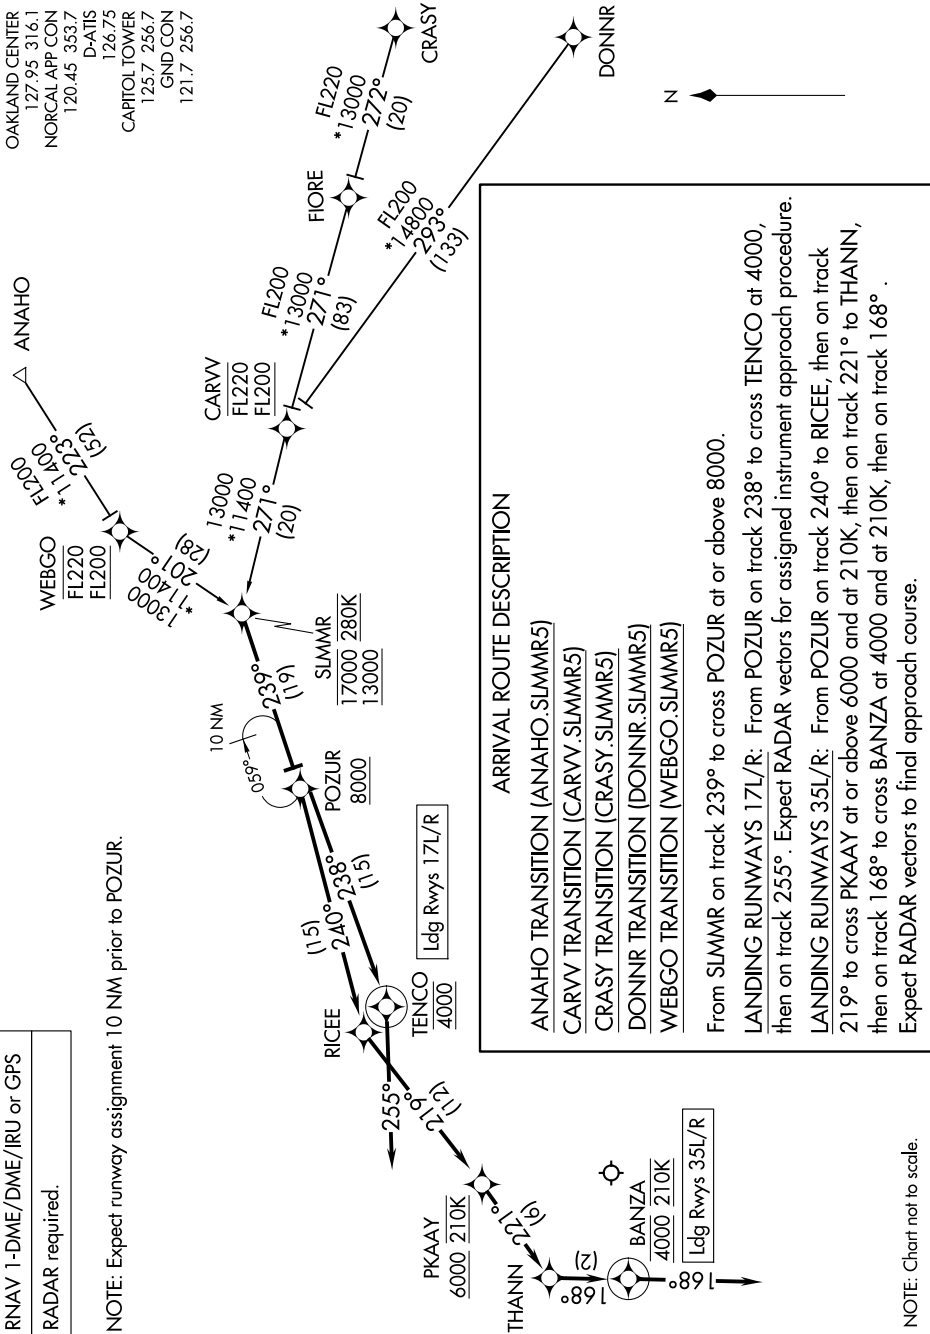 RNAV 1-DME/DME/IRU or GPS
RADAR required.
NOTE: Expect runway assignment 10 NM prior to POZUR.
OAKLAND CENTER
127.95 316.1
NORCAL APP CON
120.45 353.7
D-ATIS
126.75
CAPITOL TOWER
125.7 256.7
GND CON
121.7 256.7
ANAHO
FL200
*11400
223°
(52)
WEBGO
FL220
FL200
13000
*11400
201°
(28)
CRASY
FL220
*13000
272°
(20)
FIORE
FL200
*13000
271°
(83)
DONNR
FL200
*14800
293°
(133)
CARVV
FL220
FL200
13000
*11400
271°
(20)
SLMMR
17000 280K
13000
239°
(19)
10 NM
059°
POZUR
8000
(15)
240°
238°
(15)
Ldg Rwys 17L/R
RICEE
TENCO
4000
255°
219°
(12)
PKAAY
6000 210K
221°
(6)
THANN
168°
(2)
BANZA
4000 210K
Ldg Rwys 35L/R
168°
N
ARRIVAL ROUTE DESCRIPTION
ANAHO TRANSITION (ANAHO.SLMMR5)
CARVV TRANSITION (CARVV.SLMMR5)
CRASY TRANSITION (CRASY.SLMMR5)
DONNR TRANSITION (DONNR.SLMMR5)
WEBGO TRANSITION (WEBGO.SLMMR5)
From SLMMR on track 239° to cross POZUR at or above 8000.
LANDING RUNWAYS 17L/R: From POZUR on track 238° to cross TENCO at 4000,
then on track 255°. Expect RADAR vectors for assigned instrument approach procedure.
LANDING RUNWAYS 35L/R: From POZUR on track 240° to RICEE, then on track
219° to cross PKAAY at or above 6000 and at 210K, then on track 221° to THANN,
then on track 168° to cross BANZA at 4000 and at 210K, then on track 168° .
Expect RADAR vectors to final approach course.
NOTE: Chart not to scale.